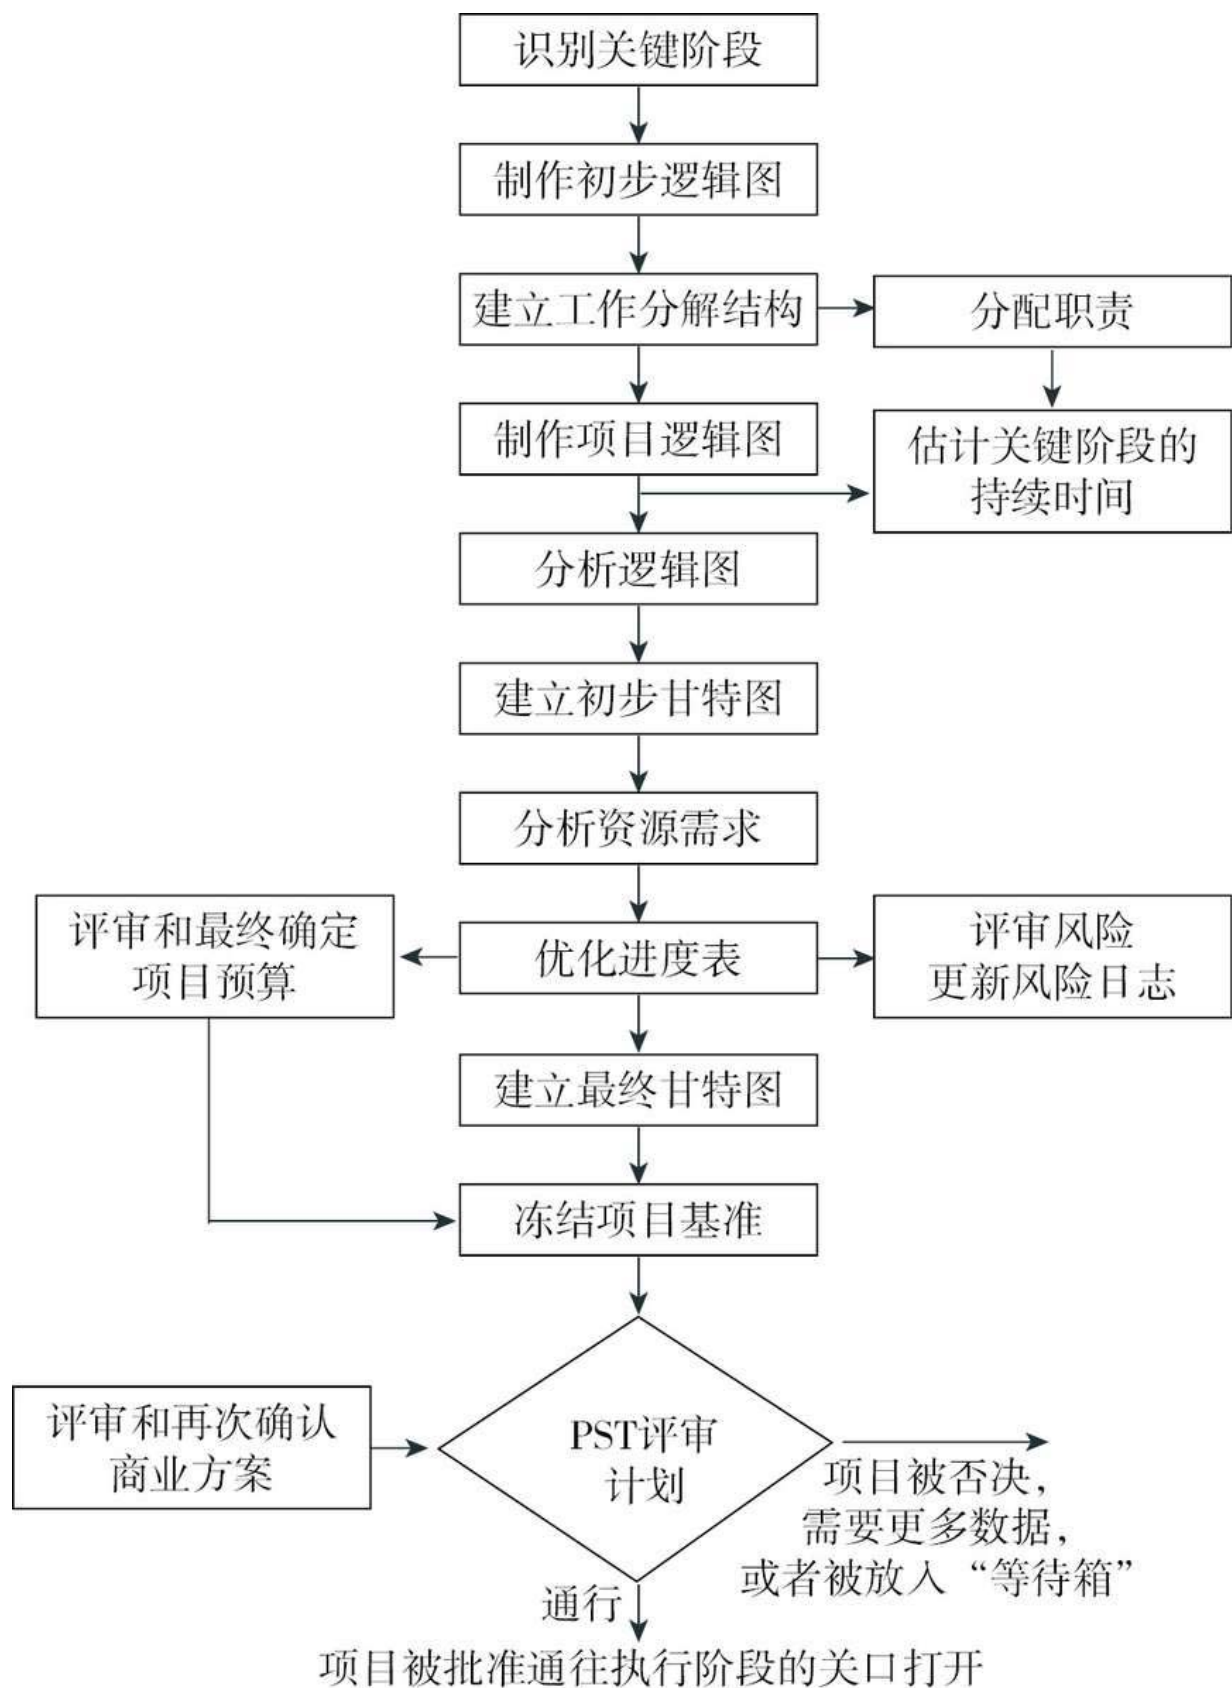 识别关键阶段
制作初步逻辑图
建立工作分解结构
分配职责
制作项目逻辑图
估计关键阶段的
持续时间
分析逻辑图
建立初步甘特图
分析资源需求
评审和最终确定
项目预算
优化进度表
评审风险
更新风险日志
建立最终甘特图
冻结项目基准
评审和再次确认
商业方案
PST评审
计划
项目被否决，
需要更多数据，
或者被放入“等待箱”
通行
项目被批准通往执行阶段的关口打开